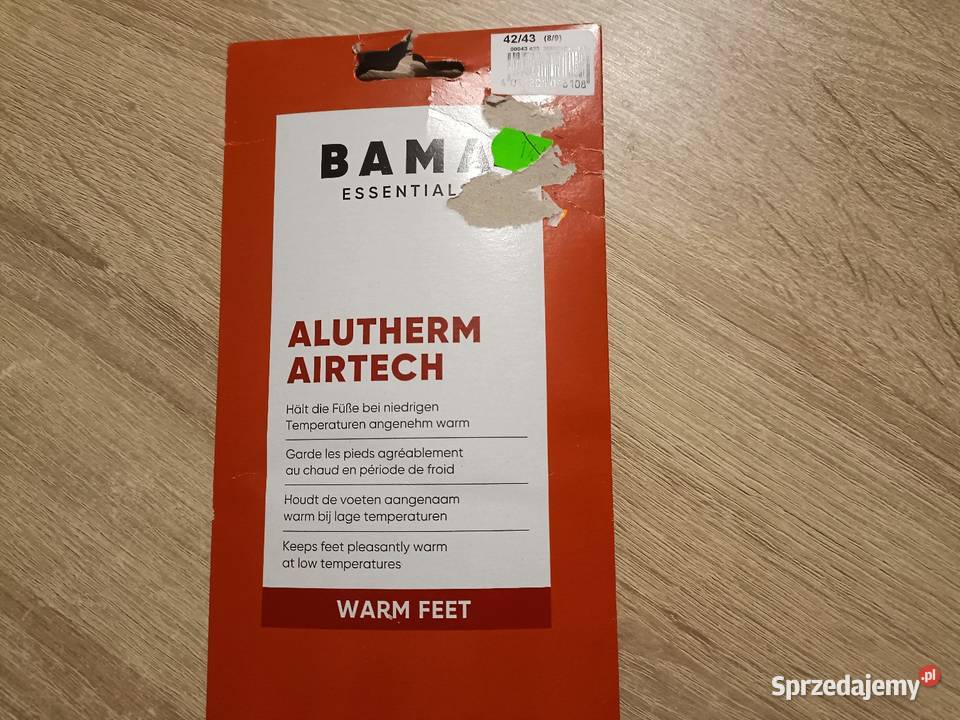 42/43 (8/9)
BAMA
ESSENTIAL
ALUTHERM
AIRTECH
Hält die Füße bei niedrigen
Temperaturen angenehm warm
Garde les pieds agréablement
au chaud en période de froid
Houdt de voeten aangenaam
warm bij lage temperaturen
Keeps feet pleasantly warm
at low temperatures
WARM FEET
Sprzedajemy.pl